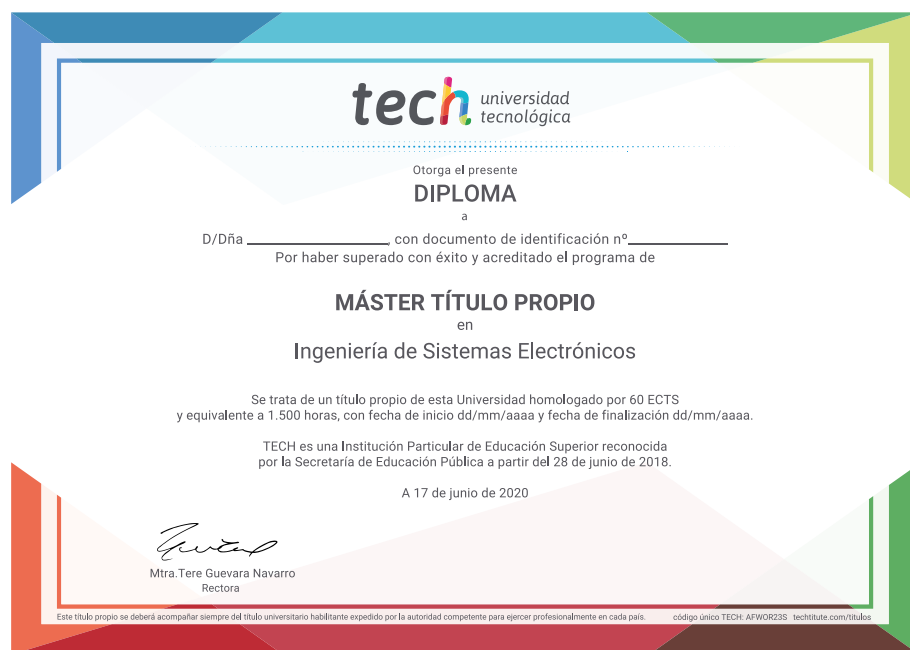 tech universidad
tecnológica
Otorga el presente
DIPLOMA
a
D/Dña ________________, con documento de identificación nº____________
Por haber superado con éxito y acreditado el programa de
MÁSTER TÍTULO PROPIO
en
Ingeniería de Sistemas Electrónicos
Se trata de un título propio de esta Universidad homologado por 60 ECTS
y equivalente a 1.500 horas, con fecha de inicio dd/mm/aaaa y fecha de finalización dd/mm/aaaa.
TECH es una Institución Particular de Educación Superior reconocida
por la Secretaría de Educación Pública a partir del 28 de junio de 2018.
A 17 de junio de 2020
Mtra.Tere Guevara Navarro
Rectora
Este título propio se deberá acompañar siempre del título universitario habilitante expedido por la autoridad competente para ejercer profesionalmente en cada país. código único TECH: AFWOR23S techtitute.com/titulos